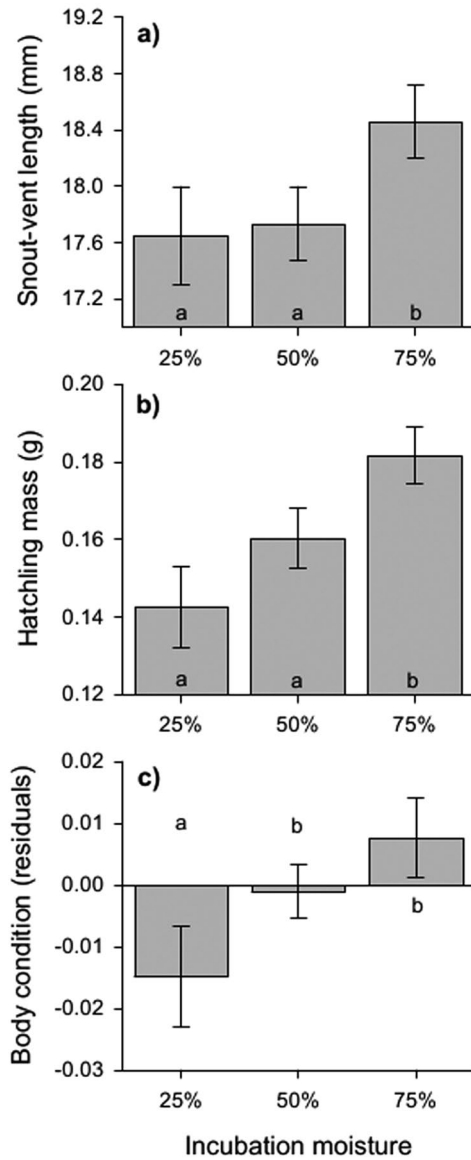 a)
Snout-vent length (mm)
19.2
18.8
18.4
18.0
17.6
17.2
a a b
25% 50% 75%
b)
Hatchling mass (g)
0.20
0.18
0.16
0.14
0.12
a a b
25% 50% 75%
c)
Body condition (residuals)
0.02
0.01
0.00
-0.01
-0.02
-0.03
a b
b
25% 50% 75%
Incubation moisture